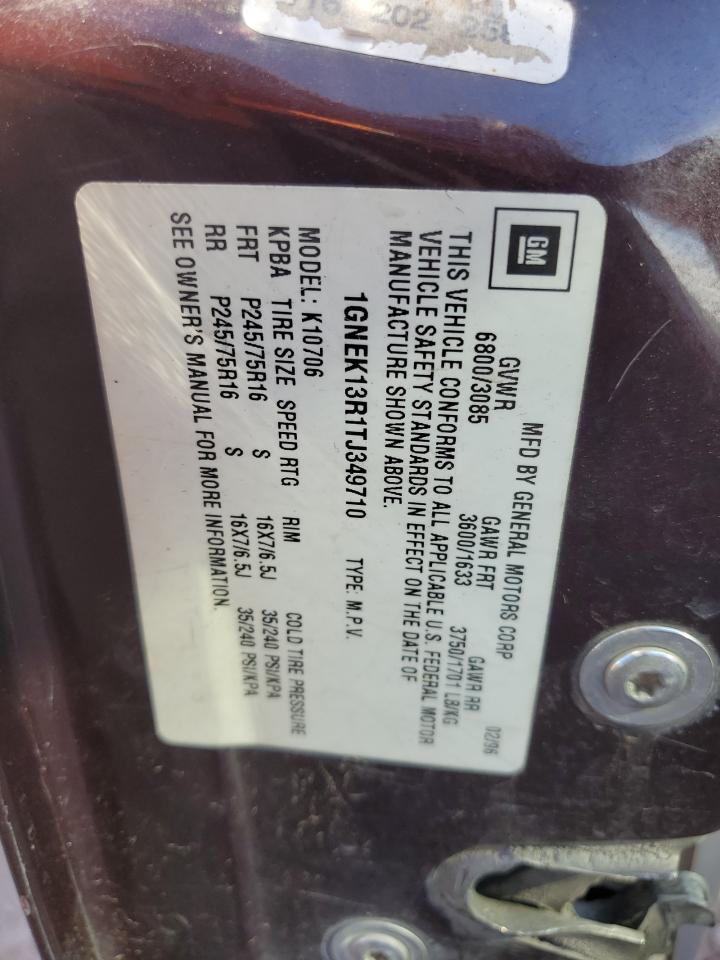 202
GM
MFD BY GENERAL MOTORS CORP 02/96
GVWR GAWR FRT GAWR RR
6800/3085 3600/1633 3750/1701 LB/KG
THIS VEHICLE CONFORMS TO ALL APPLICABLE U.S. FEDERAL MOTOR
VEHICLE SAFETY STANDARDS IN EFFECT ON THE DATE OF
MANUFACTURE SHOWN ABOVE.
1GNEK13R1TJ349710 TYPE: M.P.V.
MODEL: K10706
KPBA TIRE SIZE SPEED RTG RIM COLD TIRE PRESSURE
FRT P245/75R16 S 16X7/6.5J 35/240 PSI/KPA
RR P245/75R16 S 16X7/6.5J 35/240 PSI/KPA
SEE OWNER'S MANUAL FOR MORE INFORMATION.